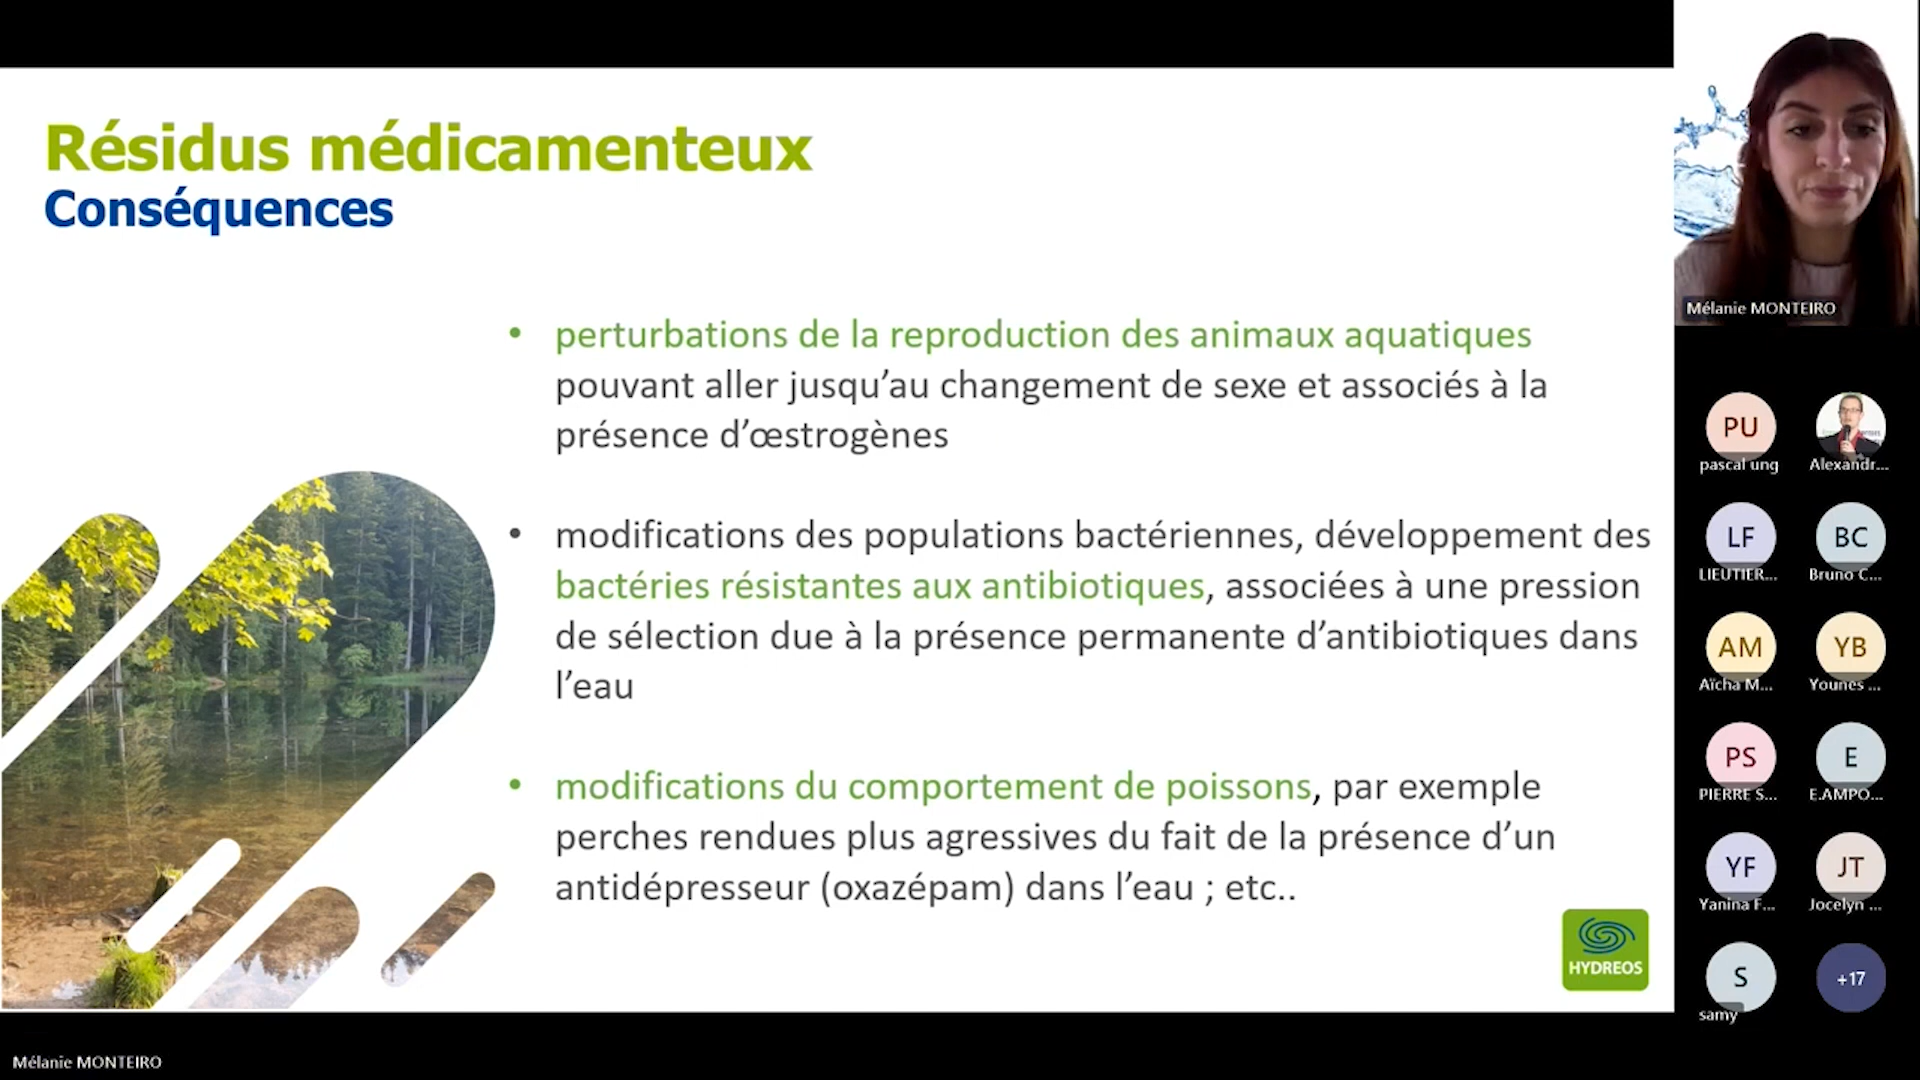 Résidus médicamenteux
Conséquences
• perturbations de la reproduction des animaux aquatiques
pouvant aller jusqu’au changement de sexe et associés à la
présence d’œstrogènes
• modifications des populations bactériennes, développement des
bactéries résistantes aux antibiotiques, associées à une pression
de sélection due à la présence permanente d’antibiotiques dans
l’eau
• modifications du comportement de poissons, par exemple
perches rendues plus agressives du fait de la présence d’un
antidépresseur (oxazépam) dans l’eau ; etc..
HYDREOS
Mélanie MONTEIRO
Mélanie MONTEIRO
PU
pascal ung
Alexandr...
LF
LIEUTIER...
BC
Bruno C...
AM
Aïcha M...
YB
Younes ...
PS
PIERRE S...
E
E.AMPO...
YF
Yanina F...
JT
Jocelyn ...
S
samy
+17